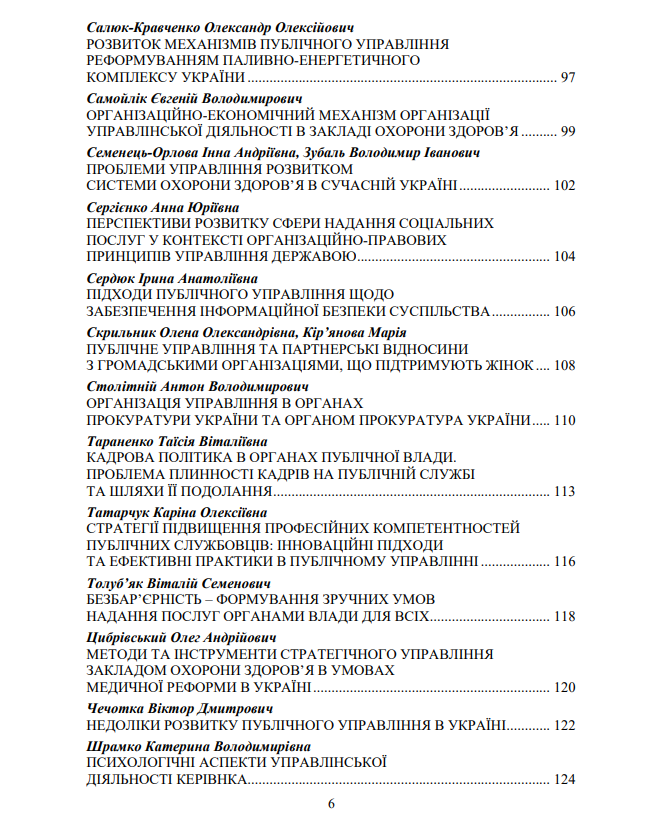 Салюк-Кравченко Олександр Олексійович
РОЗВИТОК МЕХАНІЗМІВ ПУБЛІЧНОГО УПРАВЛІННЯ
РЕФОРМУВАННЯМ ПАЛИВНО-ЕНЕРГЕТИЧНОГО
КОМПЛЕКСУ УКРАЇНИ .................................................................................. 97
Самойлік Євгеній Володимирович
ОРГАНІЗАЦІЙНО-ЕКОНОМІЧНИЙ МЕХАНІЗМ ОРГАНІЗАЦІЇ
УПРАВЛІНСЬКОЇ ДІЯЛЬНОСТІ В ЗАКЛАДІ ОХОРОНИ ЗДОРОВ’Я .......... 99
Семенець-Орлова Інна Андріївна, Зубаль Володимир Іванович
ПРОБЛЕМИ УПРАВЛІННЯ РОЗВИТКОМ
СИСТЕМИ ОХОРОНИ ЗДОРОВ’Я В СУЧАСНІЙ УКРАЇНІ ........................ 102
Сергієнко Анна Юріївна
ПЕРСПЕКТИВИ РОЗВИТКУ СФЕРИ НАДАННЯ СОЦІАЛЬНИХ
ПОСЛУГ У КОНТЕКСТІ ОРГАНІЗАЦІЙНО-ПРАВОВИХ
ПРИНЦИПІВ УПРАВЛІННЯ ДЕРЖАВОЮ................................................... 104
Сердюк Ірина Анатоліївна
ПІДХОДИ ПУБЛІЧНОГО УПРАВЛІННЯ ЩОДО
ЗАБЕЗПЕЧЕННЯ ІНФОРМАЦІЙНОЇ БЕЗПЕКИ СУСПІЛЬСТВА ............... 106
Скрильник Олена Олександрівна, Кір’янова Марія
ПУБЛІЧНЕ УПРАВЛІННЯ ТА ПАРТНЕРСЬКІ ВІДНОСИНИ
З ГРОМАДСЬКИМИ ОРГАНІЗАЦІЯМИ, ЩО ПІДТРИМУЮТЬ ЖІНОК .... 108
Столітній Антон Володимирович
ОРГАНІЗАЦІЯ УПРАВЛІННЯ В ОРГАНАХ
ПРОКУРАТУРИ УКРАЇНИ ТА ОРГАНОМ ПРОКУРАТУРА УКРАЇНИ..... 110
Тараненко Таїсія Віталіївна
КАДРОВА ПОЛІТИКА В ОРГАНАХ ПУБЛІЧНОЇ ВЛАДИ.
ПРОБЛЕМА ПЛИННОСТІ КАДРІВ НА ПУБЛІЧНІЙ СЛУЖБІ
ТА ШЛЯХИ ЇЇ ПОДОЛАННЯ......................................................................... 113
Татарчук Каріна Олексіївна
СТРАТЕГІЇ ПІДВИЩЕННЯ ПРОФЕСІЙНИХ КОМПЕТЕНТНОСТЕЙ
ПУБЛІЧНИХ СЛУЖБОВЦІВ: ІННОВАЦІЙНІ ПІДХОДИ
ТА ЕФЕКТИВНІ ПРАКТИКИ В ПУБЛІЧНОМУ УПРАВЛІННІ .................. 116
Толуб’як Віталій Семенович
БЕЗБАР’ЄРНІСТЬ – ФОРМУВАННЯ ЗРУЧНИХ УМОВ
НАДАННЯ ПОСЛУГ ОРГАНАМИ ВЛАДИ ДЛЯ ВСІХ................................ 118
Цибрівський Олег Андрійович
МЕТОДИ ТА ІНСТРУМЕНТИ СТРАТЕГІЧНОГО УПРАВЛІННЯ
ЗАКЛАДОМ ОХОРОНИ ЗДОРОВ’Я В УМОВАХ
МЕДИЧНОЇ РЕФОРМИ В УКРАЇНІ .............................................................. 120
Чечотка Віктор Дмитрович
НЕДОЛІКИ РОЗВИТКУ ПУБЛІЧНОГО УПРАВЛІННЯ В УКРАЇНІ............ 122
Шрамко Катерина Володимирівна
ПСИХОЛОГІЧНІ АСПЕКТИ УПРАВЛІНСЬКОЇ
ДІЯЛЬНОСТІ КЕРІВНКА................................................................................ 124
6